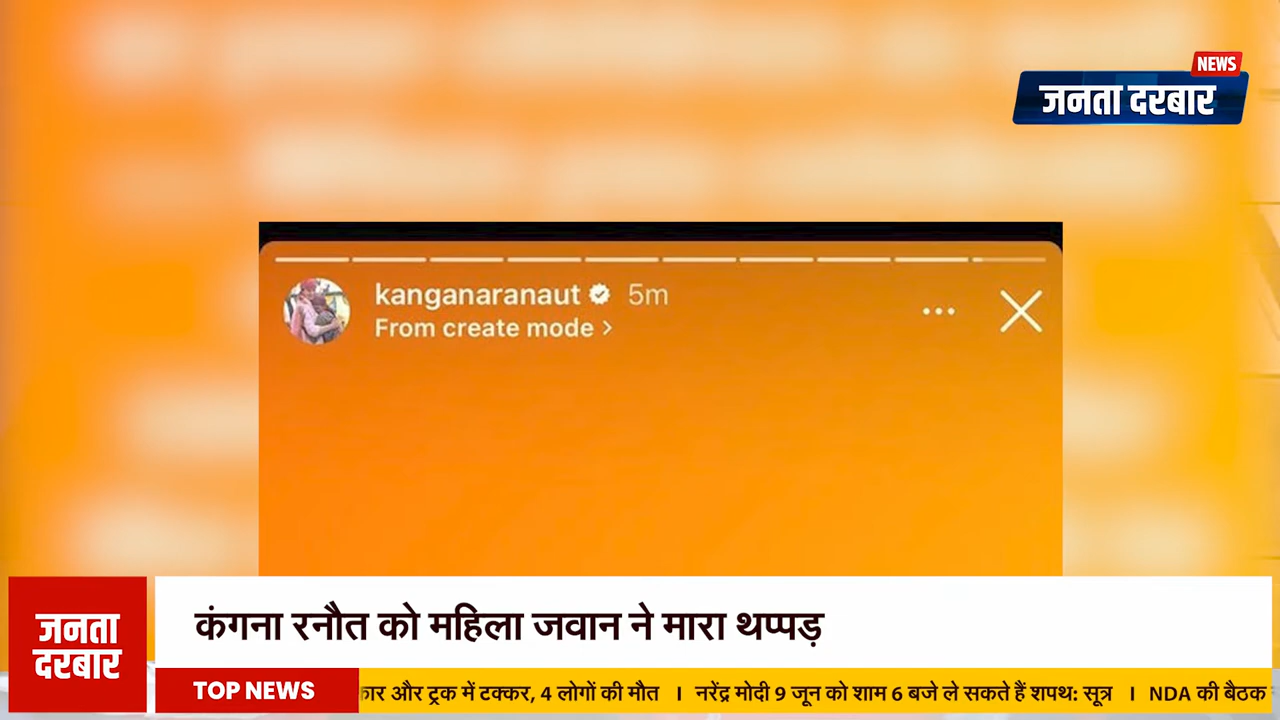 NEWS
जनता दरबार
kanganaranaut 5m
From create mode >
जनता
दरबार
कंगना रनौत को महिला जवान ने मारा थप्पड़
TOP NEWS
और ट्रक में टक्कर, 4 लोगों की मौत । नरेंद्र मोदी 9 जून को शाम 6 बजे ले सकते हैं शपथ: सूत्र । NDA की बैठक